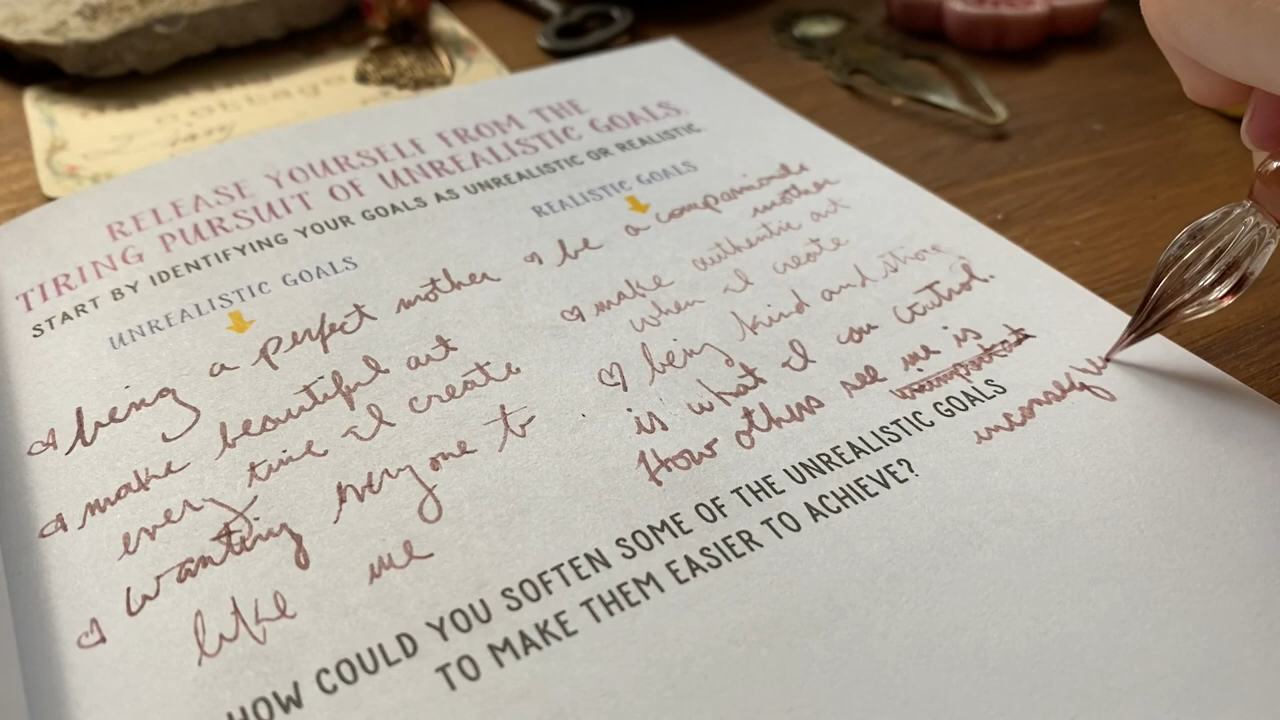 RELEASE YOURSELF FROM THE
TIRING PURSUIT OF UNREALISTIC GOALS.
START BY IDENTIFYING YOUR GOALS AS UNREALISTIC OR REALISTIC.
UNREALISTIC GOALS
being a perfect mother
make beautiful art
every time I create
wanting everyone to
like me
REALISTIC GOALS
be a compassionate
mother
make authentic art
when I create
being kind and strong
is what I can control.
How others see me is
inconsequ
HOW COULD YOU SOFTEN SOME OF THE UNREALISTIC GOALS
TO MAKE THEM EASIER TO ACHIEVE?